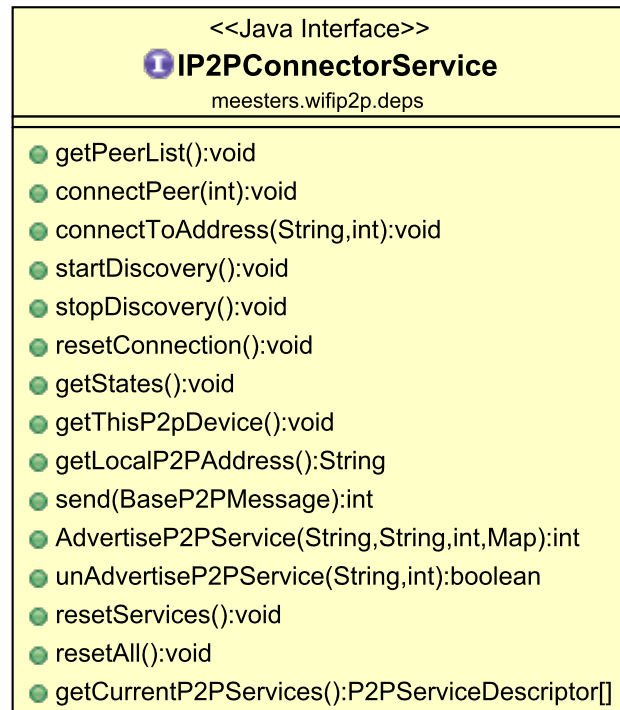 <<Java Interface>>
IP2PConnectorService
meesters.wifip2p.deps
getPeerList():void
connectPeer(int):void
connectToAddress(String,int):void
startDiscovery():void
stopDiscovery():void
resetConnection():void
getStates():void
getThisP2pDevice():void
getLocalP2PAddress():String
send(BaseP2PMessage):int
AdvertiseP2PService(String,String,int,Map):int
unAdvertiseP2PService(String,int):boolean
resetServices():void
resetAll():void
getCurrentP2PServices():P2PServiceDescriptor[]